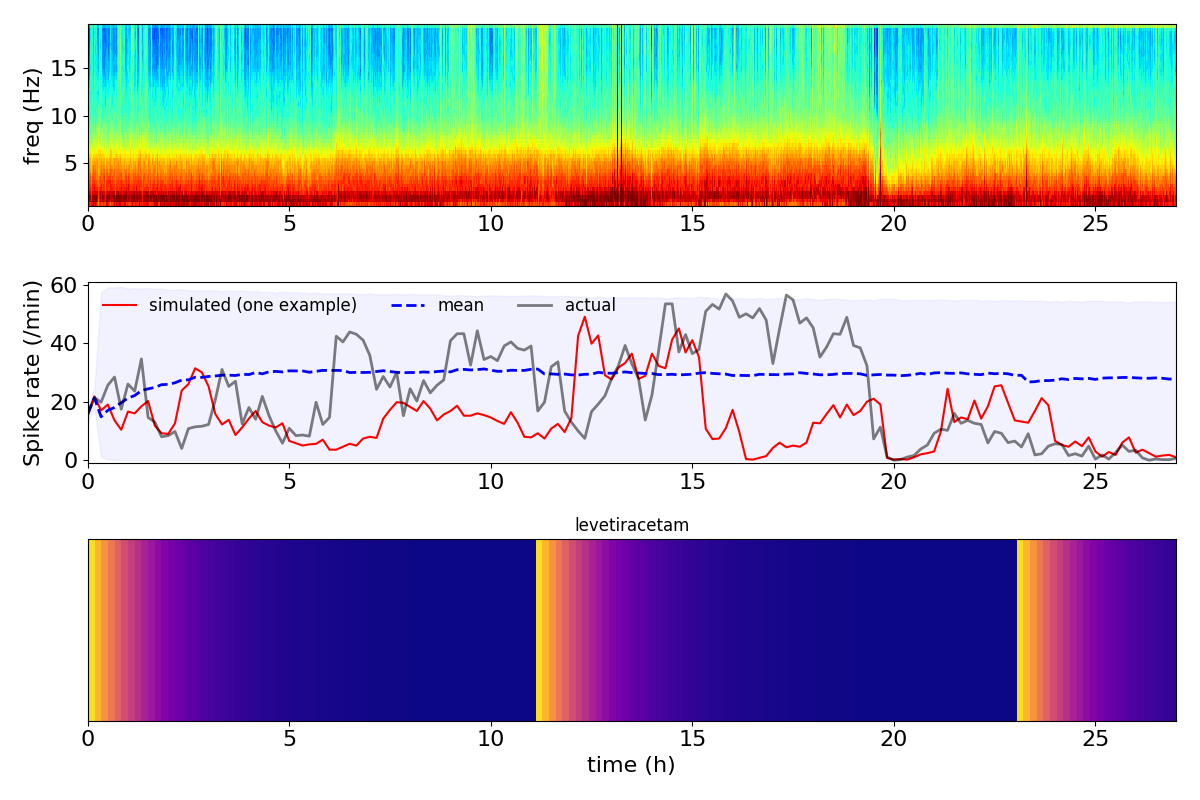 freq (Hz)
15
10
5
0 5 10 15 20 25
Spike rate (/min)
60
40
20
0
simulated (one example) mean actual
0 5 10 15 20 25
levetiracetam
0 5 10 15 20 25
time (h)